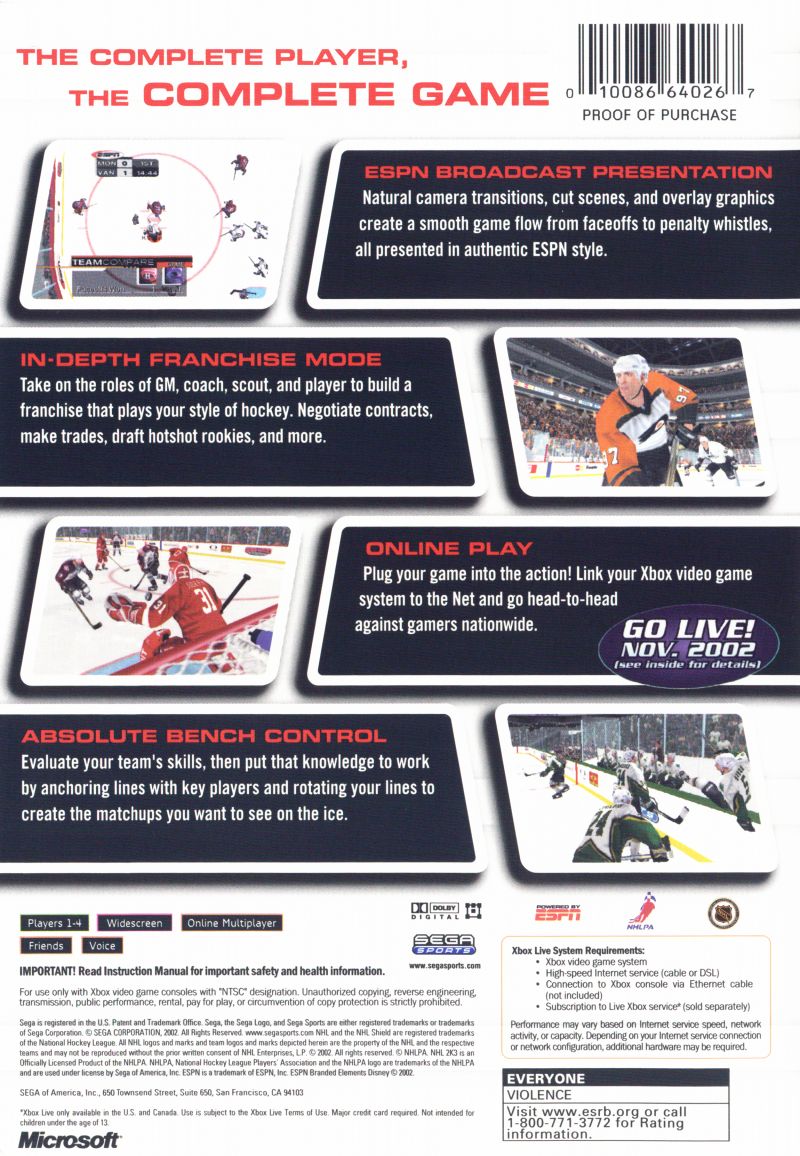 THE COMPLETE PLAYER,
THE COMPLETE GAME
0 10086 64026 7
PROOF OF PURCHASE
ESPN
MON 0 1ST
VAN 1 14:44
TEAMCOMPARE
ESPN BROADCAST PRESENTATION
Natural camera transitions, cut scenes, and overlay graphics
create a smooth game flow from faceoffs to penalty whistles,
all presented in authentic ESPN style.
IN-DEPTH FRANCHISE MODE
Take on the roles of GM, coach, scout, and player to build a
franchise that plays your style of hockey. Negotiate contracts,
make trades, draft hotshot rookies, and more.
97
97
31
31
ONLINE PLAY
Plug your game into the action! Link your Xbox video game
system to the Net and go head-to-head
against gamers nationwide.
GO LIVE!
NOV. 2002
(see inside for details)
ABSOLUTE BENCH CONTROL
Evaluate your team's skills, then put that knowledge to work
by anchoring lines with key players and rotating your lines to
create the matchups you want to see on the ice.
44
Players 1-4
Widescreen
Online Multiplayer
Friends
Voice
DOLBY
DIGITAL
SEGA
SPORTS
www.segasports.com
POWERED BY
ESPN
NHLPA
NHL
IMPORTANT! Read Instruction Manual for important safety and health information.
For use only with Xbox video game consoles with "NTSC" designation. Unauthorized copying, reverse engineering,
transmission, public performance, rental, pay for play, or circumvention of copy protection is strictly prohibited.
Sega is registered in the U.S. Patent and Trademark Office. Sega, the Sega Logo, and Sega Sports are either registered trademarks or trademarks
of Sega Corporation. © SEGA CORPORATION, 2002. All Rights Reserved. www.segasports.com NHL and the NHL Shield are registered trademarks
of the National Hockey League. All NHL logos and marks and team logos and marks depicted herein are the property of the NHL and the respective
teams and may not be reproduced without the prior written consent of NHL Enterprises, L.P. © 2002. All rights reserved. © NHLPA. NHL 2K3 is an
Officially Licensed Product of the NHLPA. NHLPA, National Hockey League Players' Association and the NHLPA logo are trademarks of the NHLPA
and are used under license by Sega of America, Inc. ESPN is a trademark of ESPN, Inc. ESPN Branded Elements Disney © 2002.
SEGA of America, Inc., 650 Townsend Street, Suite 650, San Francisco, CA 94103
*Xbox Live only available in the U.S. and Canada. Use is subject to the Xbox Live Terms of Use. Major credit card required. Not intended for
children under the age of 13.
Microsoft
Xbox Live System Requirements:
• Xbox video game system
• High-speed Internet service (cable or DSL)
• Connection to Xbox console via Ethernet cable
(not included)
• Subscription to Live Xbox service* (sold separately)
Performance may vary based on Internet service speed, network
activity, or capacity. Depending on your Internet service connection
or network configuration, additional hardware may be required.
EVERYONE
VIOLENCE
Visit www.esrb.org or call
1-800-771-3772 for Rating
information.